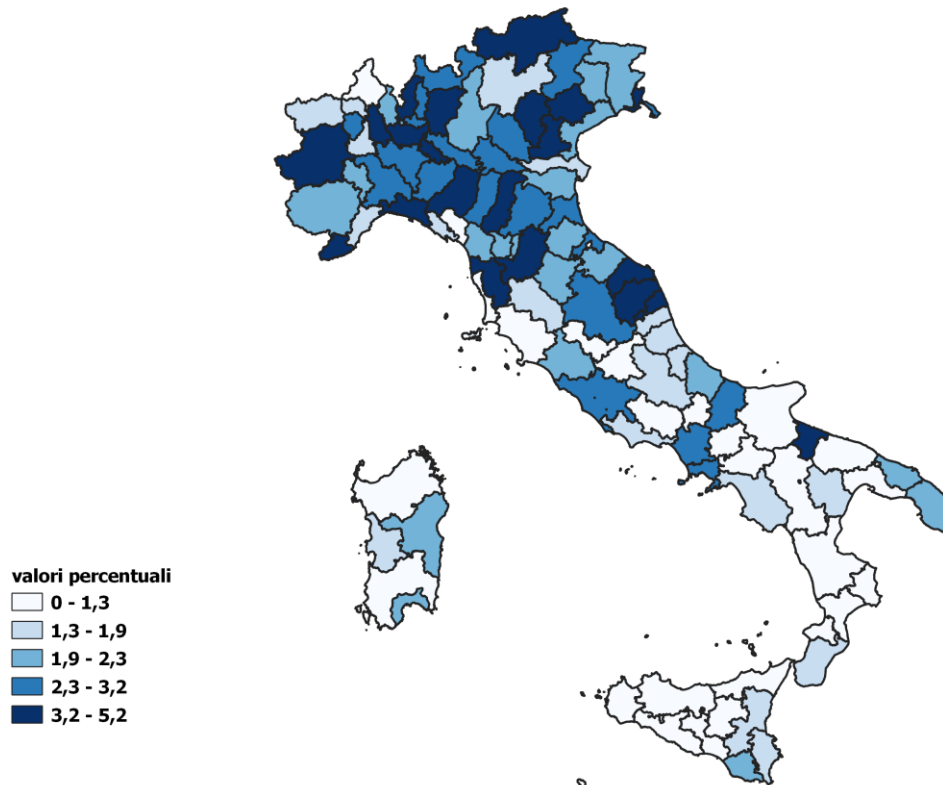 valori percentuali
0 - 1,3
1,3 - 1,9
1,9 - 2,3
2,3 - 3,2
3,2 - 5,2